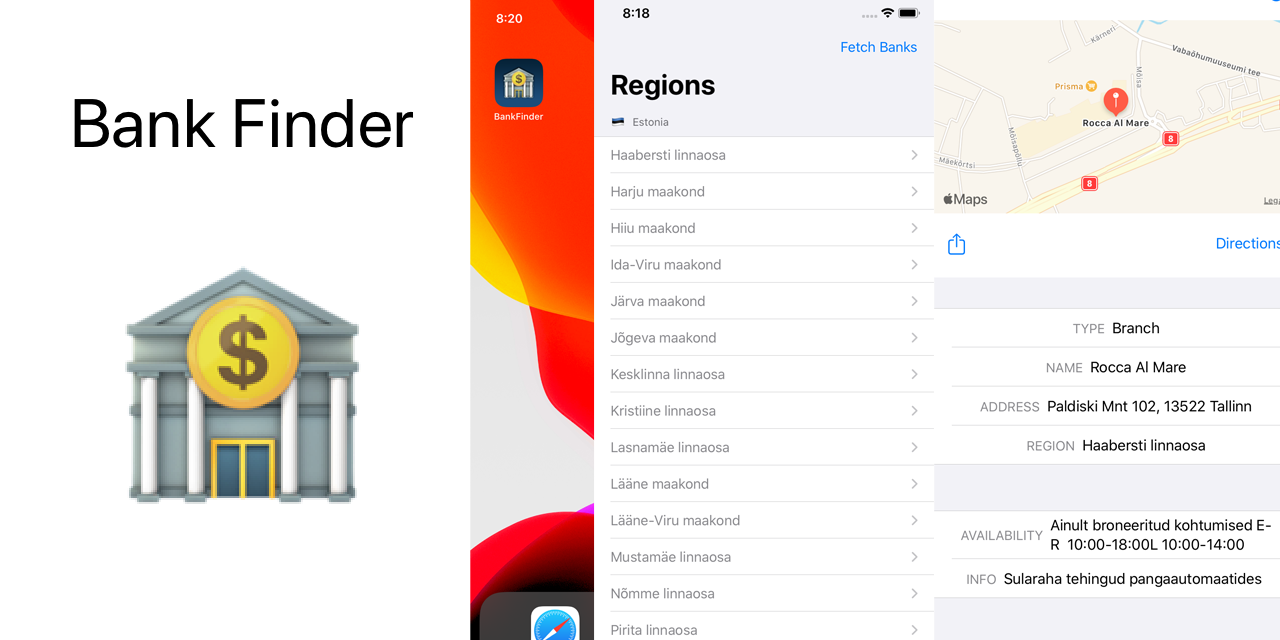 Bank Finder
$
8:20
$
BankFinder
8:18
Fetch Banks
Regions
Estonia
Haabersti linnaosa
Harju maakond
Hiiu maakond
Ida-Viru maakond
Järva maakond
Jõgeva maakond
Kesklinna linnaosa
Kristiine linnaosa
Lasnamäe linnaosa
Lääne maakond
Lääne-Viru maakond
Mustamäe linnaosa
Nõmme linnaosa
Pirita linnaosa
Kärneri
Vabaõhumuuseumi tee
Mõisa
Prisma
Rocca Al Mare
8
Mõisapõllu
Mäekõrtsi
8
Maps
Lega
Directions
TYPE Branch
NAME Rocca Al Mare
ADDRESS Paldiski Mnt 102, 13522 Tallinn
REGION Haabersti linnaosa
AVAILABILITY Ainult broneeritud kohtumised E-
R 10:00-18:00L 10:00-14:00
INFO Sularaha tehingud pangaautomaatides